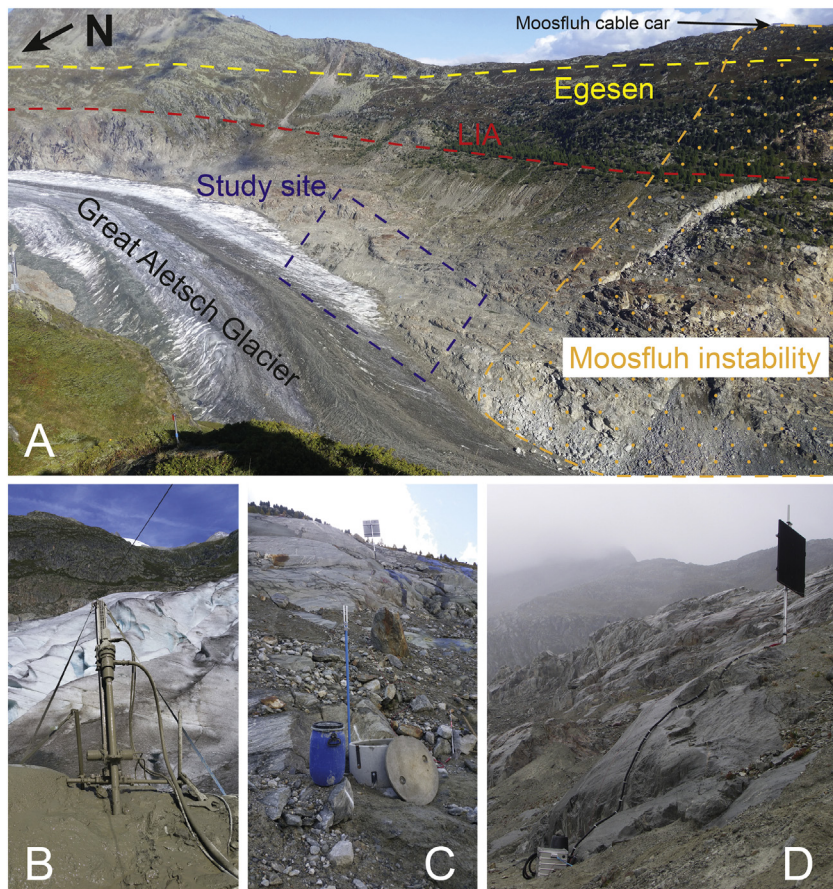 Moosfluh cable car
N
Egesen
LIA
Study site
Great Aletsch Glacier
Moosfluh instability
A
B
C
D